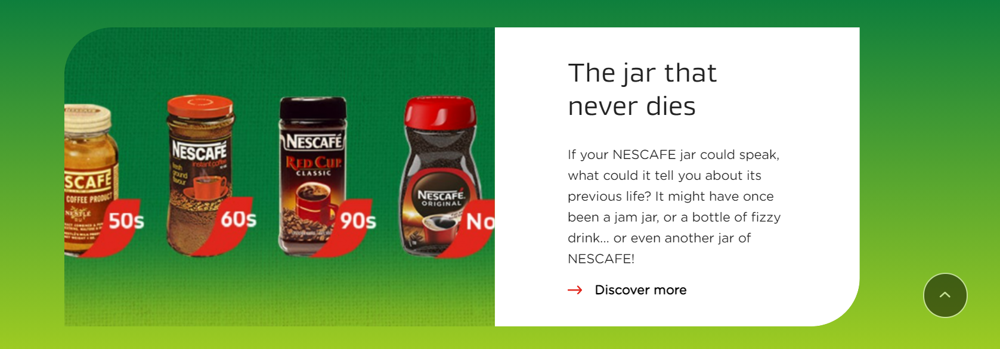 SCAFÉ
COFFEE PRODUCT
NESTLÉ
50s
NESCAFÉ
instant coffee
fresh
ground
flavour
60s
NESCAFÉ
RED CUP
CLASSIC
90s
NESCAFÉ.
ORIGINAL
No
The jar that
never dies
If your NESCAFE jar could speak,
what could it tell you about its
previous life? It might have once
been a jam jar, or a bottle of fizzy
drink... or even another jar of
NESCAFE!
Discover more